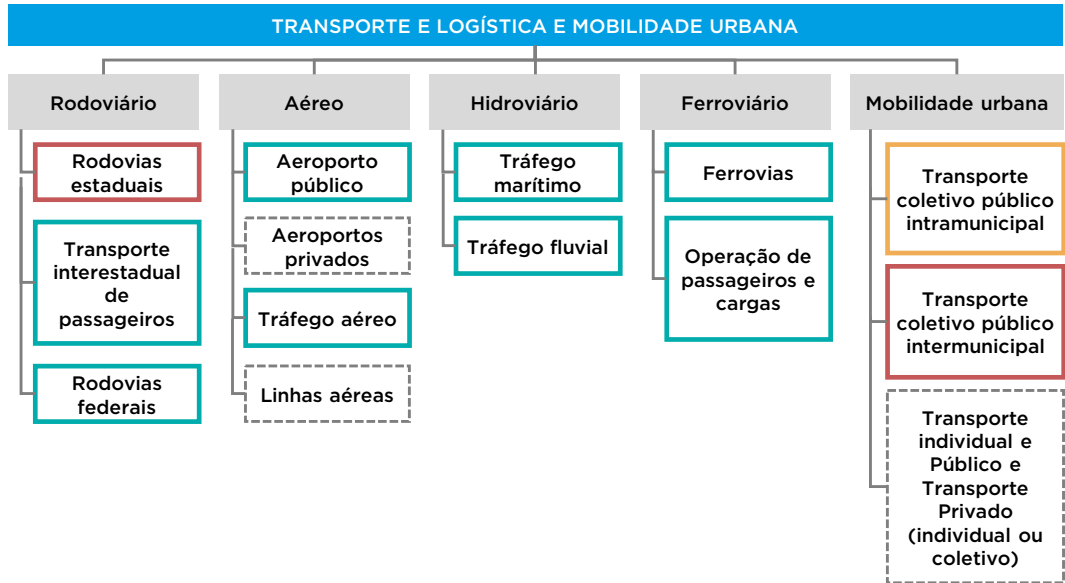 TRANSPORTE E LOGÍSTICA E MOBILIDADE URBANA
Rodoviário
Rodovias
estaduais
Transporte
interestadual
de
passageiros
Rodovias
federais
Aéreo
Aeroporto
público
Aeroportos
privados
Tráfego aéreo
Linhas aéreas
Hidroviário
Tráfego
marítimo
Tráfego fluvial
Ferroviário
Ferrovias
Operação de
passageiros e
cargas
Mobilidade urbana
Transporte
coletivo público
intramunicipal
Transporte
coletivo público
intermunicipal
Transporte
individual e
Público e
Transporte
Privado
(individual ou
coletivo)